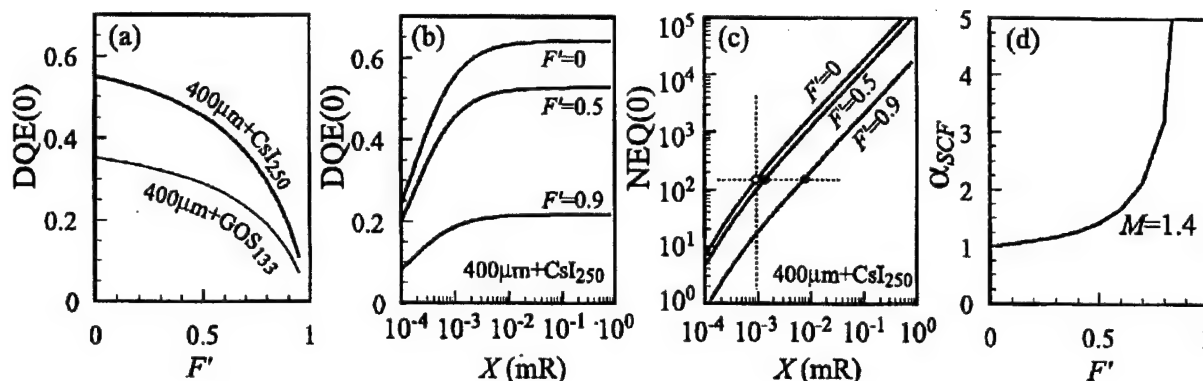 (a)
DQE(0)
0.6
0.4
0.2
0
400μm+CsI250
400μm+GOS133
0 0.5 1
F'
(b)
DQE(0)
0.6
0.4
0.2
0
F'=0
F'=0.5
F'=0.9
400μm+CsI250
10-4 10-3 10-2 10-1 100
X (mR)
(c)
NEQ(0)
105
104
103
102
101
100
F'=0
F'=0.5
F'=0.9
400μm+CsI250
10-4 10-3 10-2 10-1 100
X (mR)
(d)
αSCF
5
4
3
2
1
0
M=1.4
0 0.5 1
F'